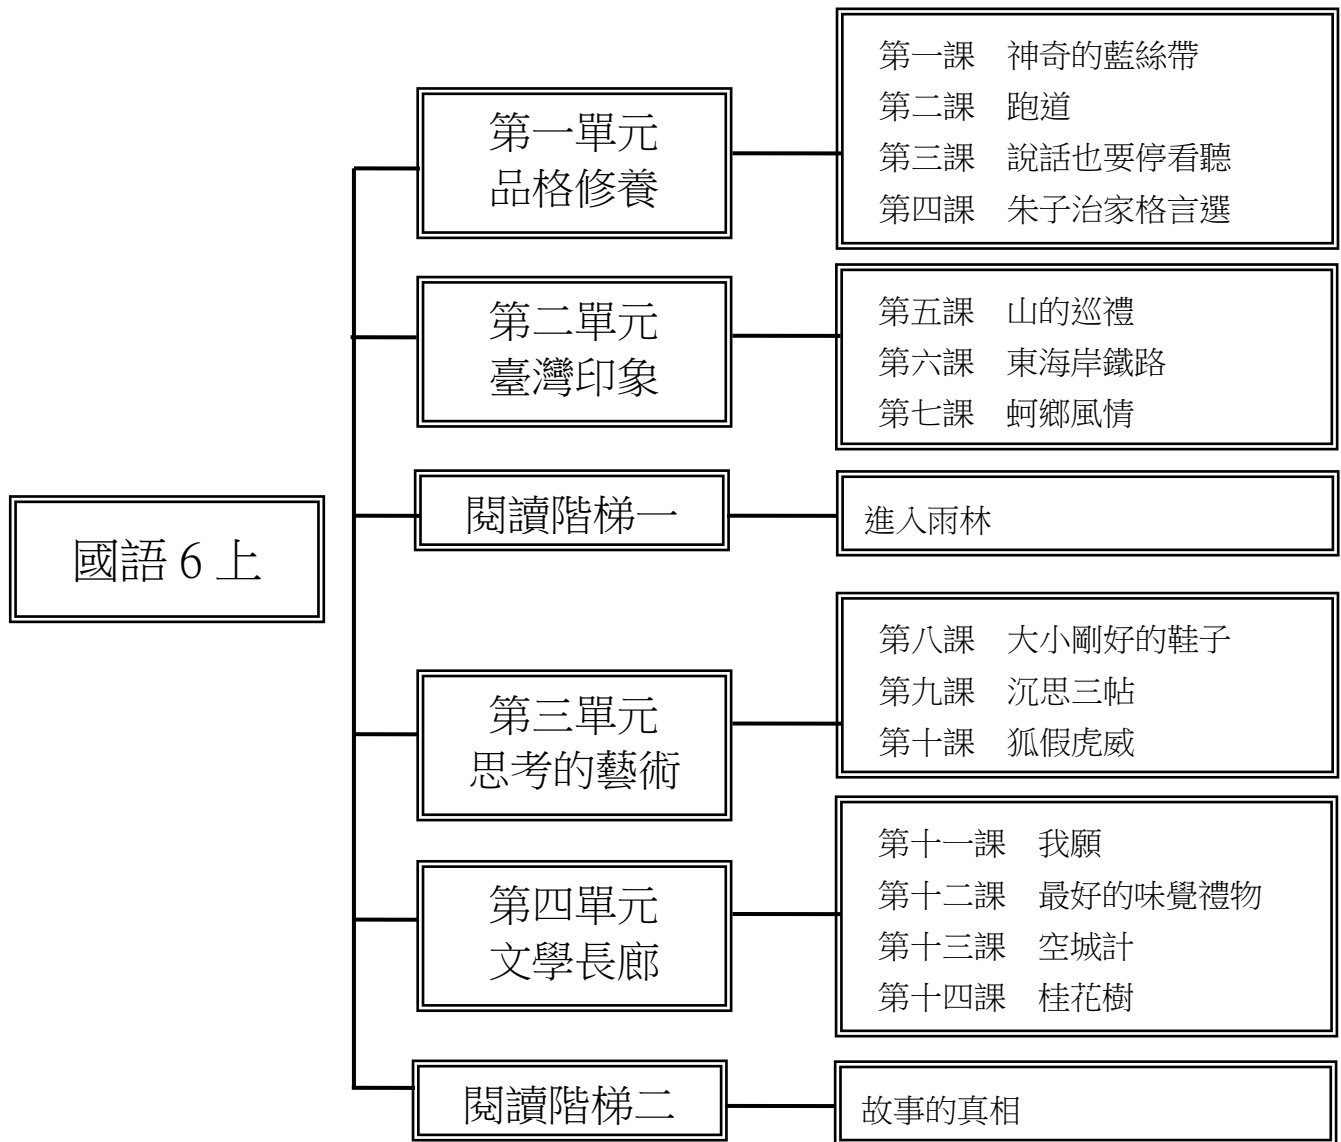 國語 6 上
第一單元
品格修養
第一課 神奇的藍絲帶
第二課 跑道
第三課 說話也要停看聽
第四課 朱子治家格言選
第二單元
臺灣印象
第五課 山的巡禮
第六課 東海岸鐵路
第七課 蚵鄉風情
閱讀階梯一
進入雨林
第三單元
思考的藝術
第八課 大小剛好的鞋子
第九課 沉思三帖
第十課 狐假虎威
第四單元
文學長廊
第十一課 我願
第十二課 最好的味覺禮物
第十三課 空城計
第十四課 桂花樹
閱讀階梯二
故事的真相